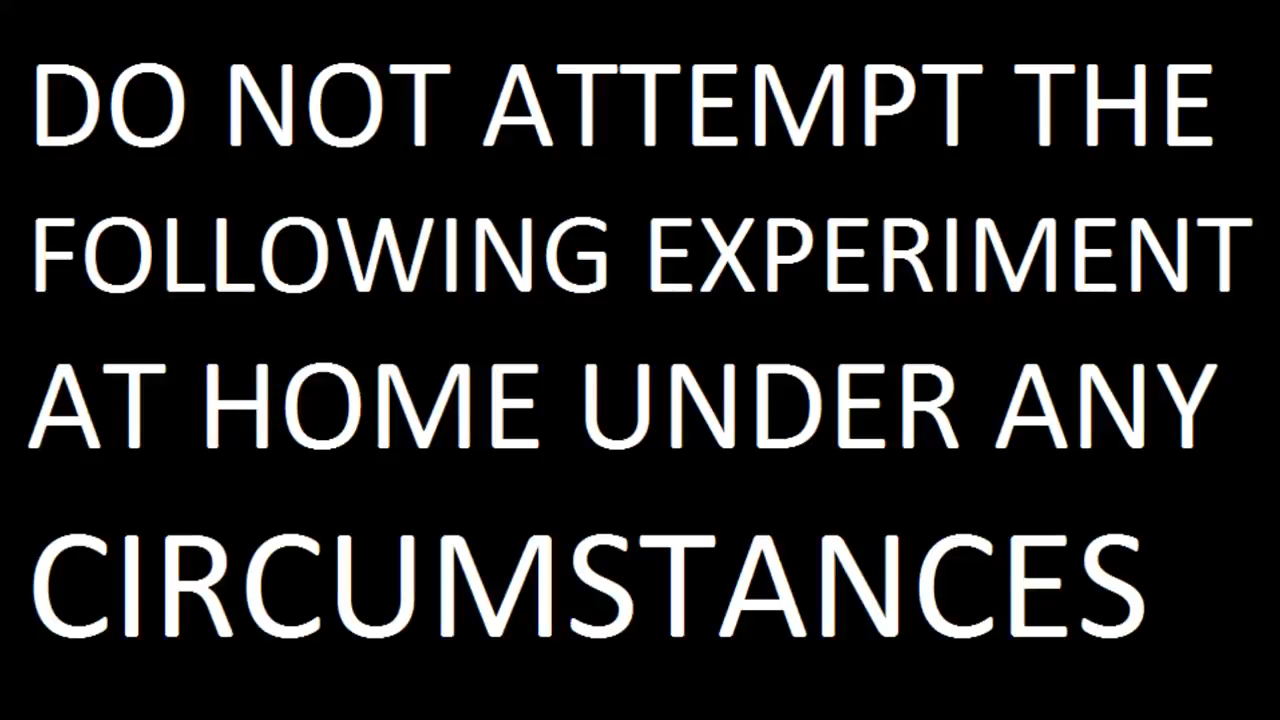 DO NOT ATTEMPT THE
FOLLOWING EXPERIMENT
AT HOME UNDER ANY
CIRCUMSTANCES